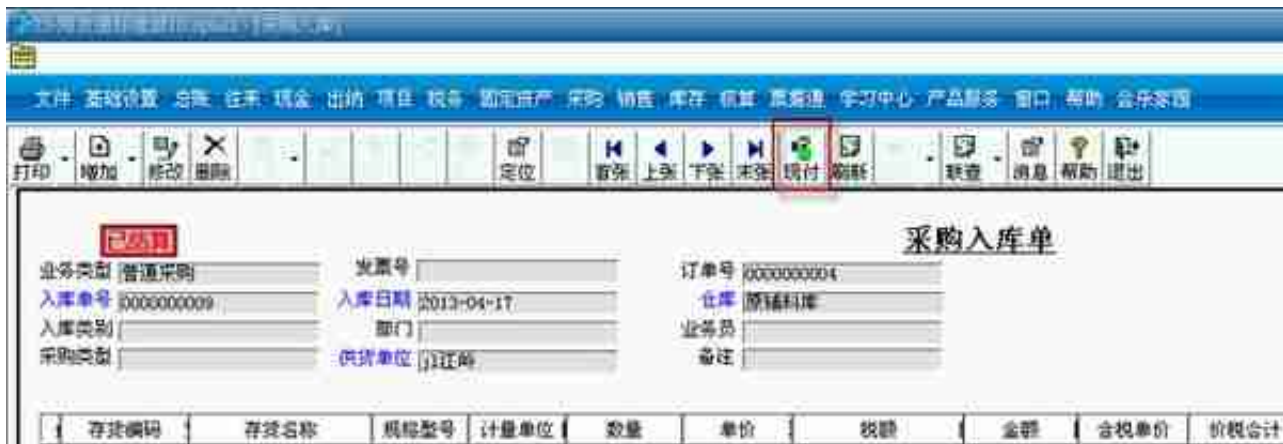 文件 基础设置 总账 往来 现金 出纳 项目 税务 固定资产 采购 销售 库存 核算 票据通 学习中心 产品服务 窗口 帮助 会乐家园
打印 增加 修改 删除 定位 首张 上张 下张 末张 现付 刷新 联查 消息 帮助 退出
采购入库单
业务类型 普通采购 发票号 订单号 0000000004
入库单号 0000000009 入库日期 2013-04-17 仓库 原辅料库
入库类别 部门 业务员
采购类型 供货单位 备注
存货编码 存货名称 规格型号 计量单位 数量 单价 税额 金额 含税单价 价税合计